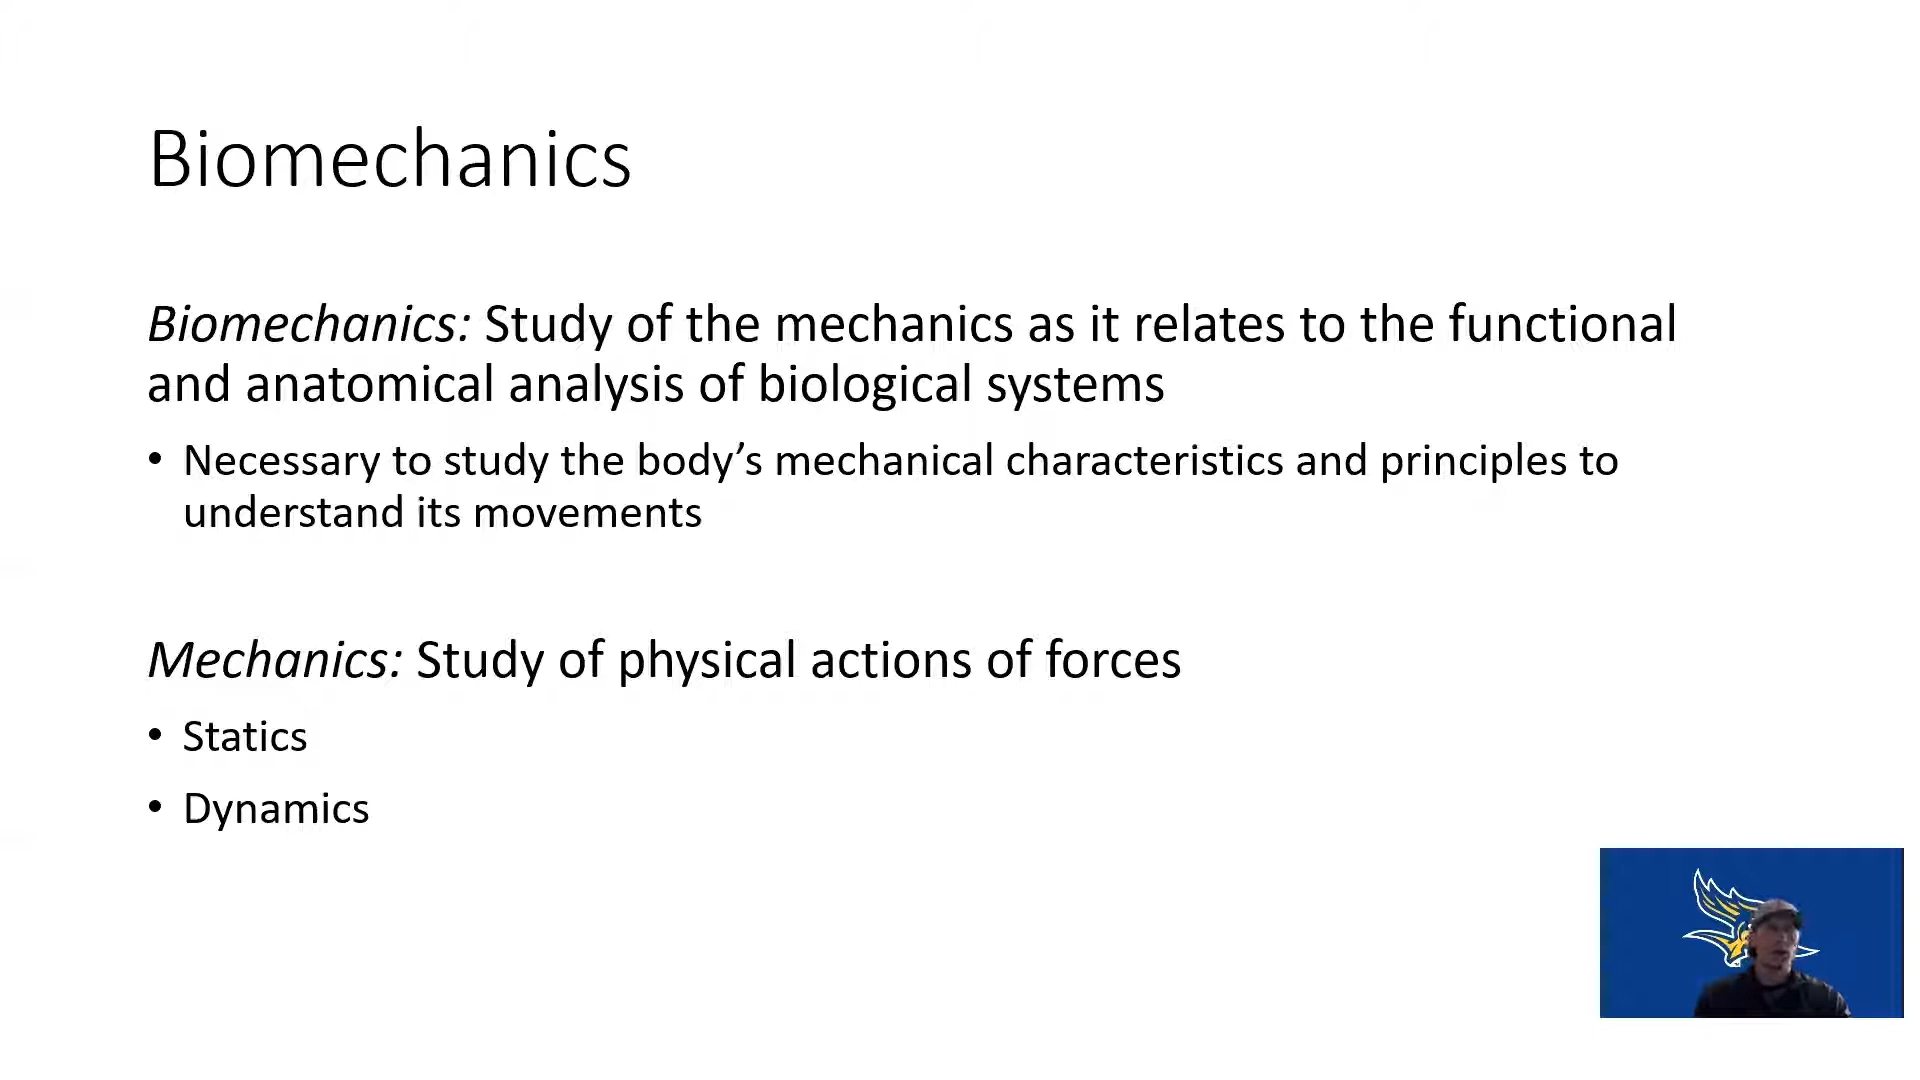 Biomechanics
Biomechanics: Study of the mechanics as it relates to the functional
and anatomical analysis of biological systems
• Necessary to study the body’s mechanical characteristics and principles to
understand its movements
Mechanics: Study of physical actions of forces
• Statics
• Dynamics